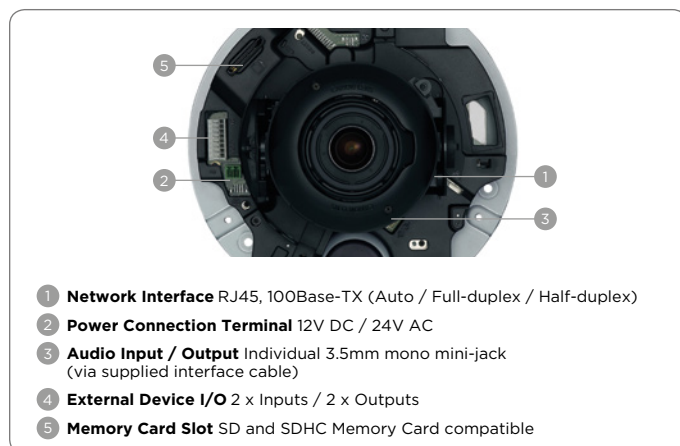 5
4
2
1
3
1 Network Interface RJ45, 100Base-TX (Auto / Full-duplex / Half-duplex)
2 Power Connection Terminal 12V DC / 24V AC
3 Audio Input / Output Individual 3.5mm mono mini-jack
(via supplied interface cable)
4 External Device I/O 2 x Inputs / 2 x Outputs
5 Memory Card Slot SD and SDHC Memory Card compatible